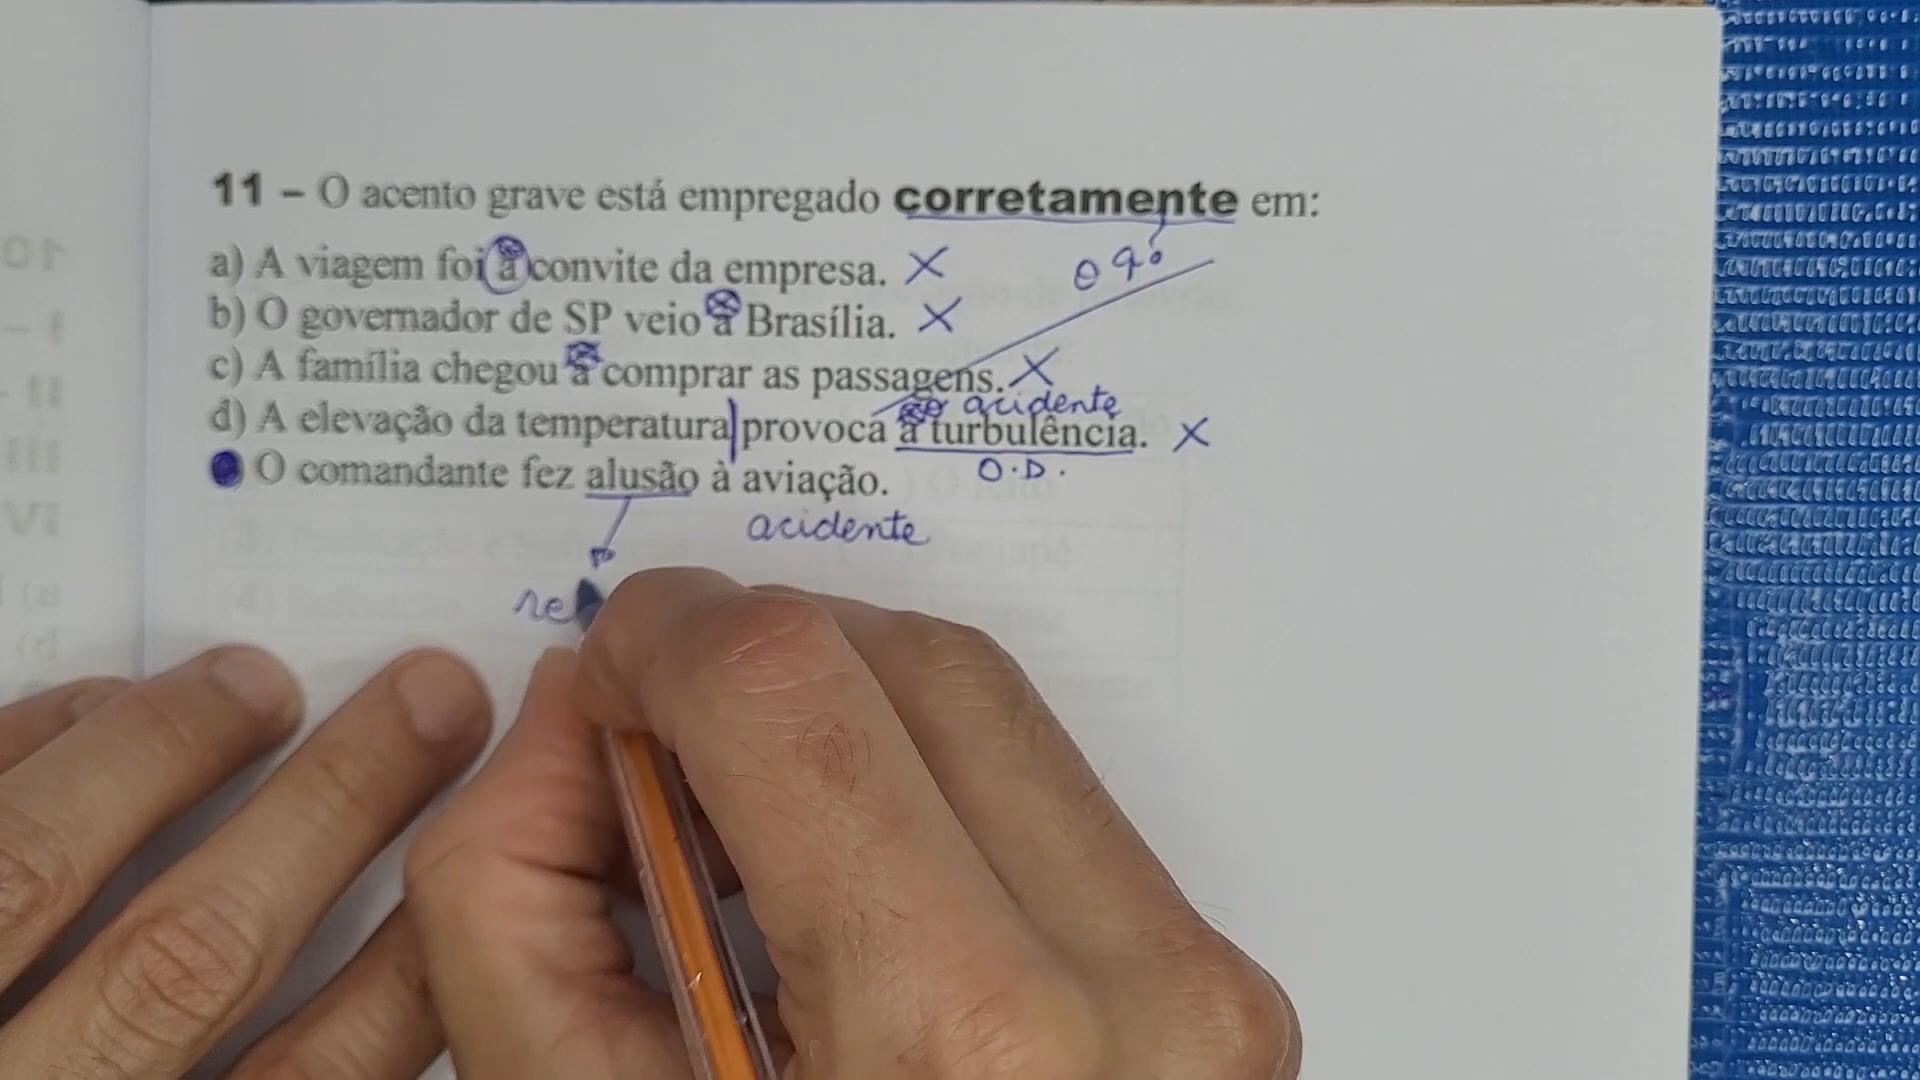 11 – O acento grave está empregado corretamente em:
o q?
a) A viagem foi à convite da empresa. X
b) O governador de SP veio à Brasília. X
c) A família chegou à comprar as passagens. X
o acidente
d) A elevação da temperatura provoca à turbulência. X
O.D.
O comandante fez alusão à aviação.
acidente
re